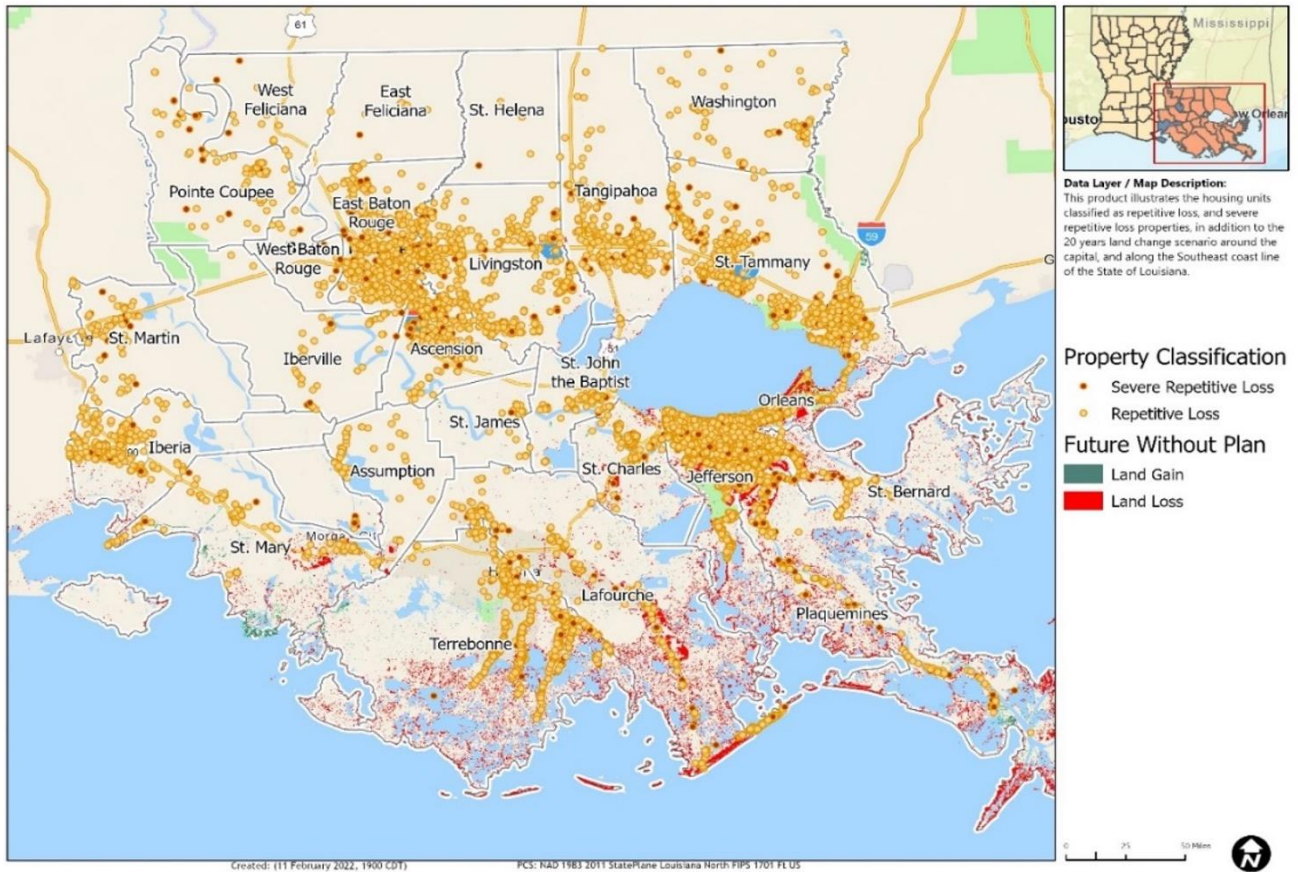 61
West
Feliciana
East
Feliciana
St. Helena
Washington
Pointe Coupee
Tangipahoa
East Baton
Rouge
West Baton
Rouge
Livingston
St. Tammany
59
G
Lafaye
St. Martin
Iberville
Ascension
51
St. John
the Baptist
Orleans
St. James
Iberia
90
Assumption
St. Charles
Jefferson
St. Bernard
St. Mary
Morga
H
Lafourche
Plaquemines
Terrebonne
Created: (11 February 2022, 1900 CDT)
PCS: NAD 1983 2011 StatePlane Louisiana North FIPS 1701 Ft US
Mississippi
ousto
w Orlear
Data Layer / Map Description:
This product illustrates the housing units
classified as repetitive loss, and severe
repetitive loss properties, in addition to the
20 years land change scenario around the
capital, and along the Southeast coast line
of the State of Louisiana.
Property Classification
Severe Repetitive Loss
Repetitive Loss
Future Without Plan
Land Gain
Land Loss
0 25 50 Miles
N